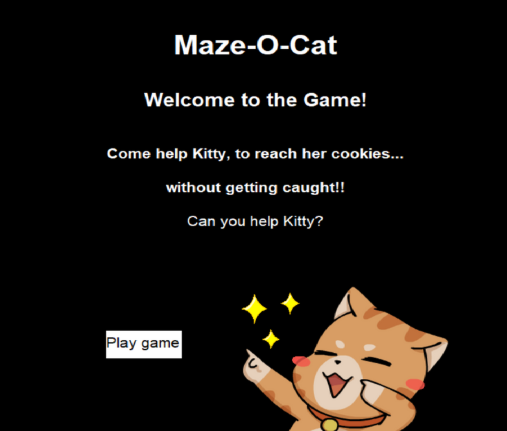 Maze-O-Cat
Welcome to the Game!
Come help Kitty, to reach her cookies...
without getting caught!!
Can you help Kitty?
Play game